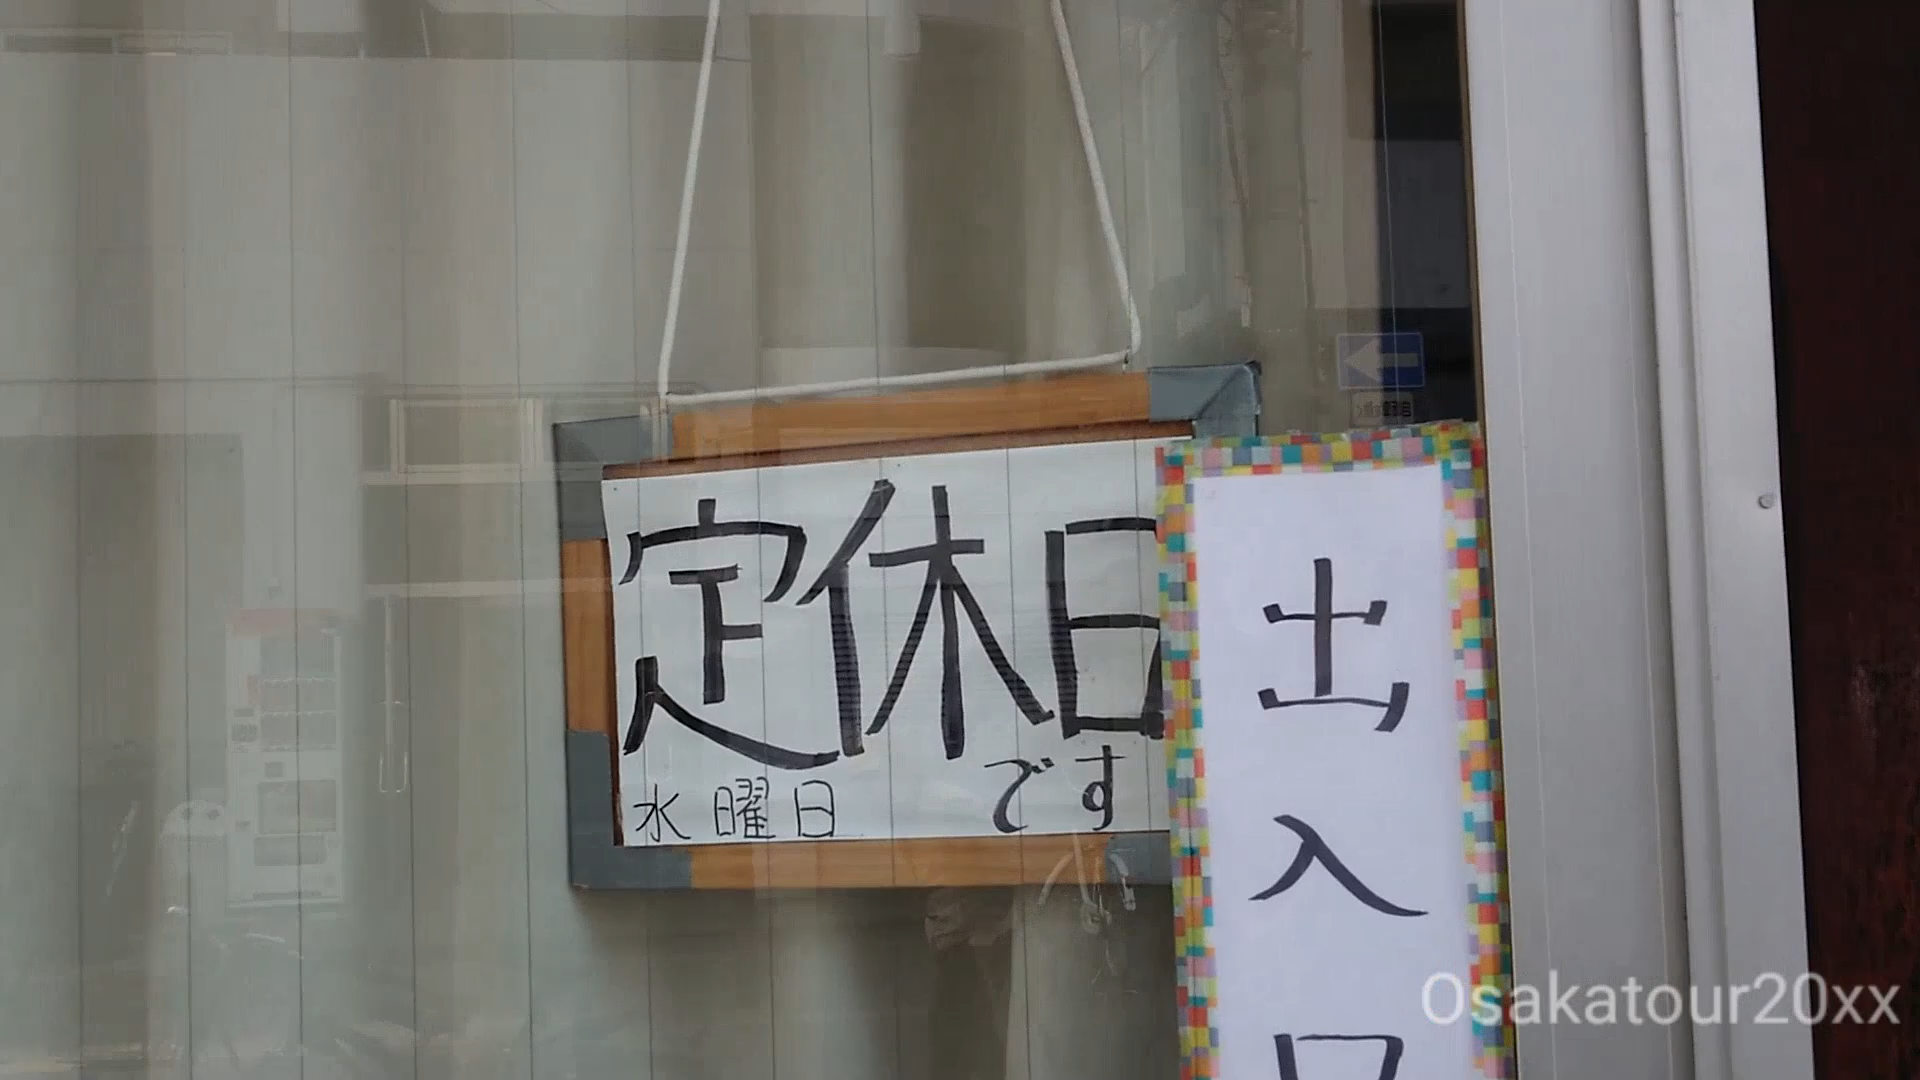 定休日
水曜日 です
出入口
Osakatour20xx